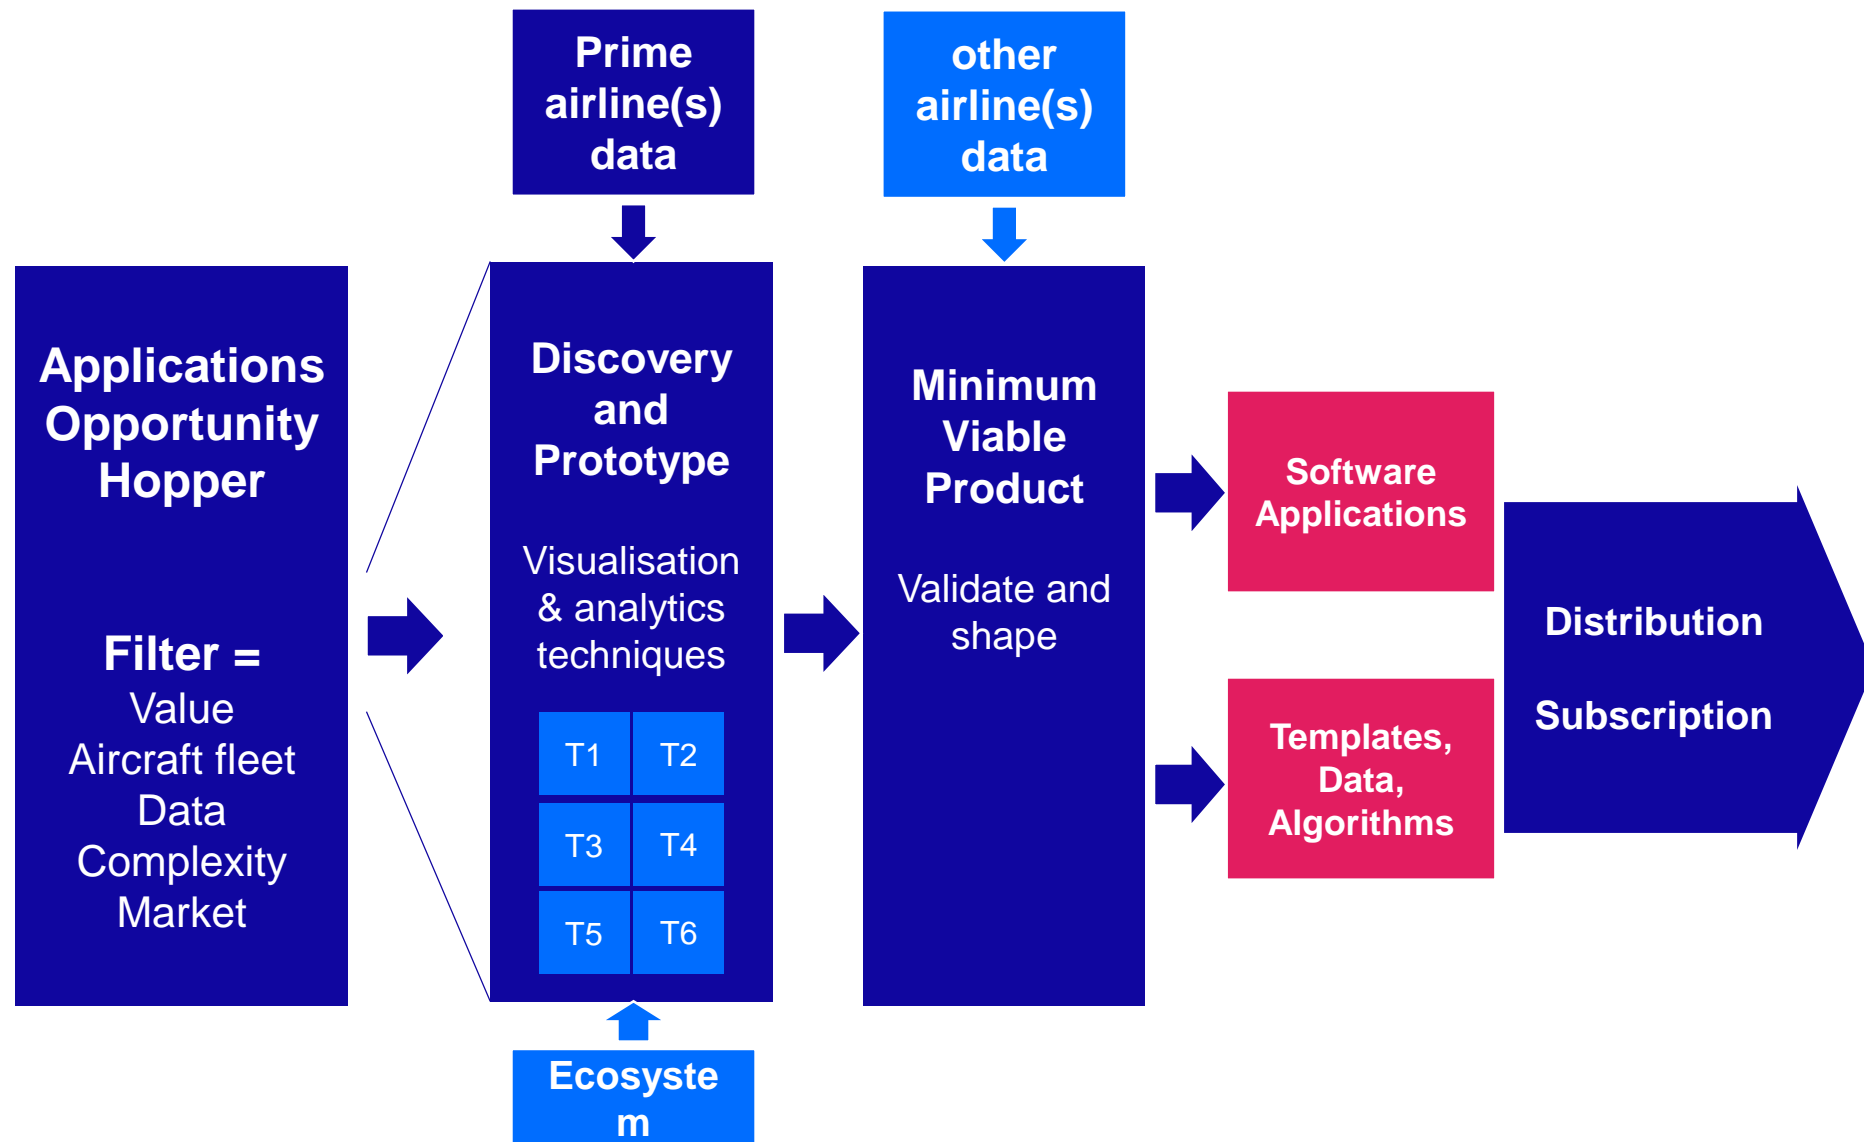 Prime
airline(s)
data
other
airline(s)
data
Applications
Opportunity
Hopper
Filter =
Value
Aircraft fleet
Data
Complexity
Market
Discovery
and
Prototype
Visualisation
& analytics
techniques
T1 T2
T3 T4
T5 T6
Ecosyste
m
Minimum
Viable
Product
Validate and
shape
Software
Applications
Templates,
Data,
Algorithms
Distribution
Subscription